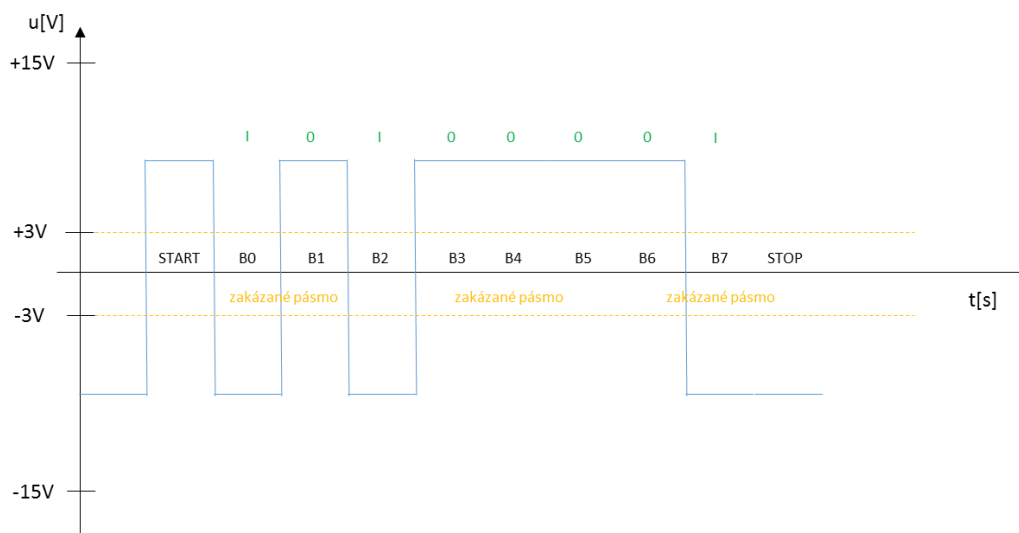 u[V]
+15V
I 0 I 0 0 0 0 I
+3V
START B0 B1 B2 B3 B4 B5 B6 B7 STOP
zakázané pásmo zakázané pásmo zakázané pásmo
t[s]
-3V
-15V